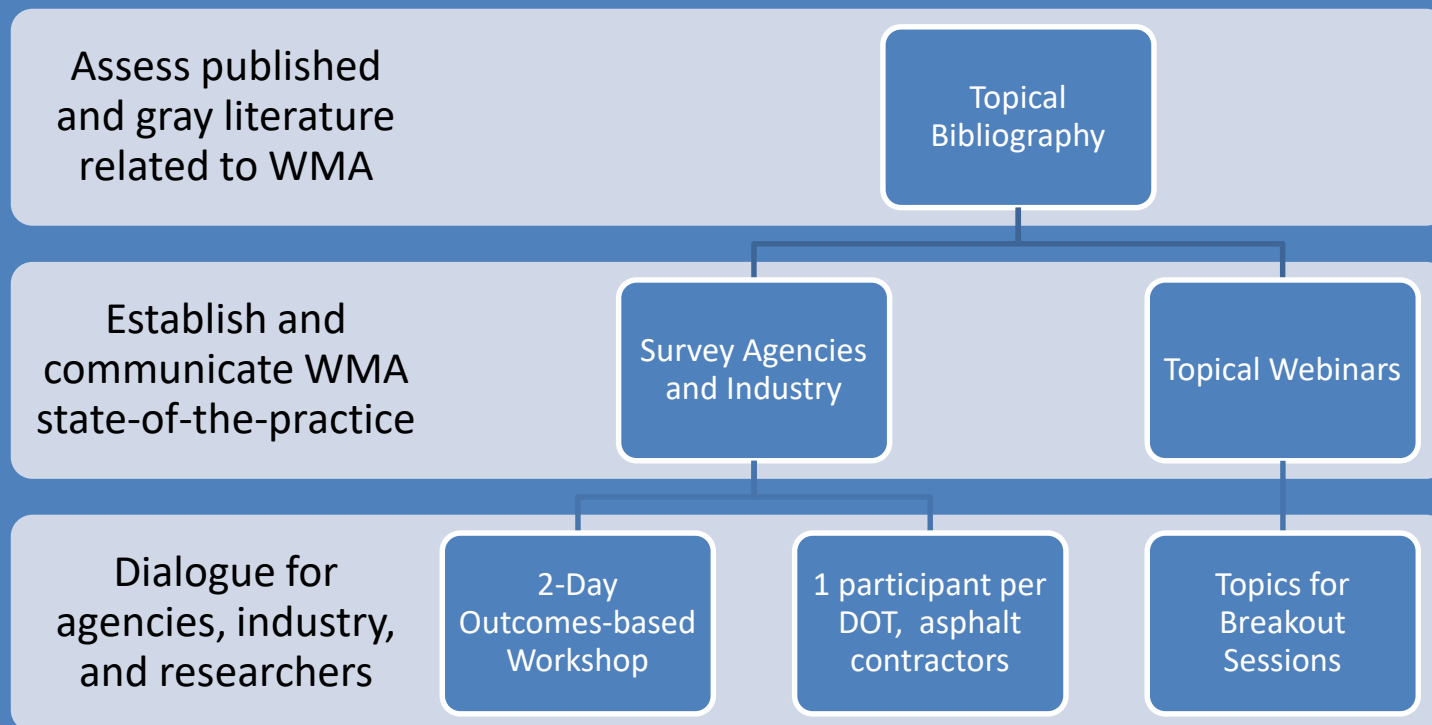 Assess published
and gray literature
related to WMA
Topical
Bibliography
Establish and
communicate WMA
state-of-the-practice
Survey Agencies
and Industry
Topical Webinars
Dialogue for
agencies, industry,
and researchers
2-Day
Outcomes-based
Workshop
1 participant per
DOT, asphalt
contractors
Topics for
Breakout
Sessions